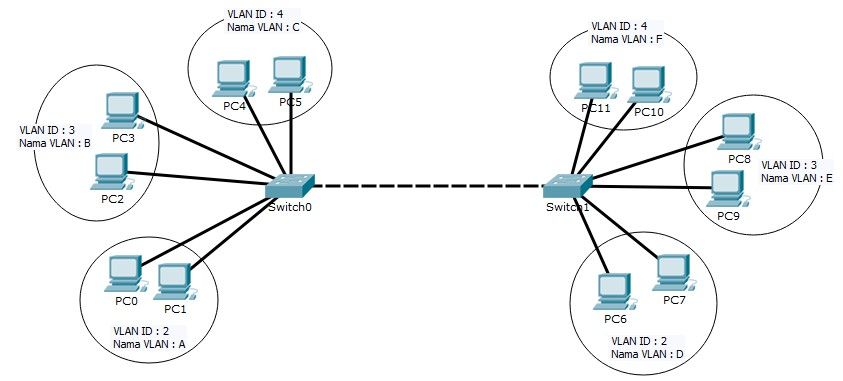 VLAN ID : 4
Nama VLAN : C
PC4
PC5
VLAN ID : 3
Nama VLAN : B
PC3
PC2
Switch0
PC0
PC1
VLAN ID : 2
Nama VLAN : A
VLAN ID : 4
Nama VLAN : F
PC11
PC10
PC8
VLAN ID : 3
Nama VLAN : E
PC9
Switch1
PC7
PC6
VLAN ID : 2
Nama VLAN : D